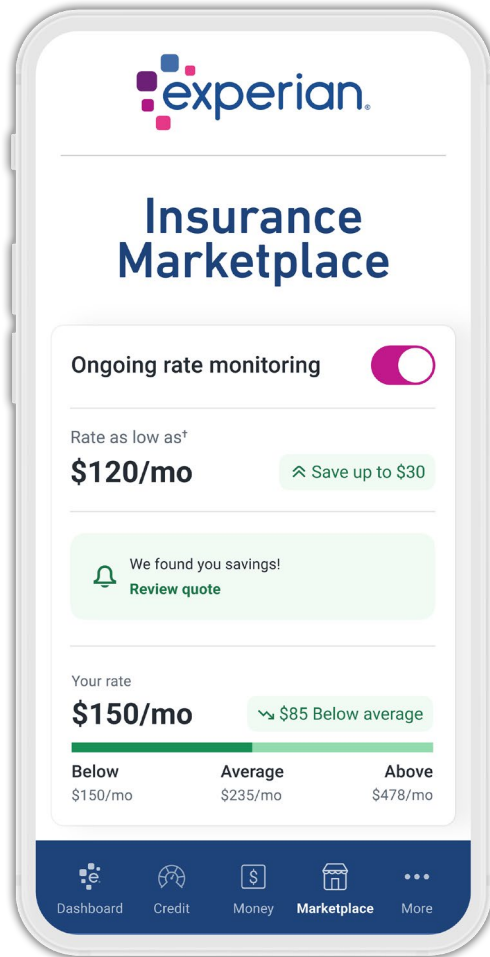 experian.
Insurance
Marketplace
Ongoing rate monitoring
Rate as low as†
$120/mo
Save up to $30
We found you savings!
Review quote
Your rate
$150/mo
$85 Below average
Below Average Above
$150/mo $235/mo $478/mo
Dashboard Credit Money Marketplace More